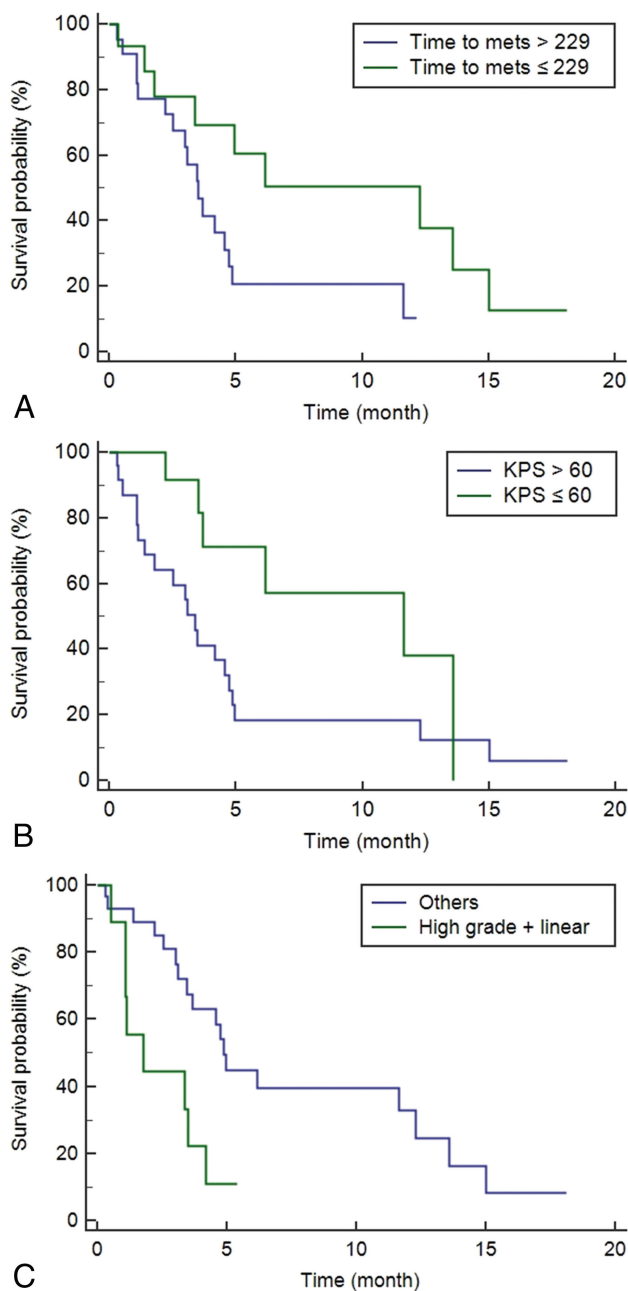 100
80
60
40
20
0
Survival probability (%)
Time to mets > 229
Time to mets ≤ 229
0 5 10 15 20
Time (month)
A
100
80
60
40
20
0
Survival probability (%)
KPS > 60
KPS ≤ 60
0 5 10 15 20
Time (month)
B
100
80
60
40
20
0
Survival probability (%)
Others
High grade + linear
0 5 10 15 20
Time (month)
C